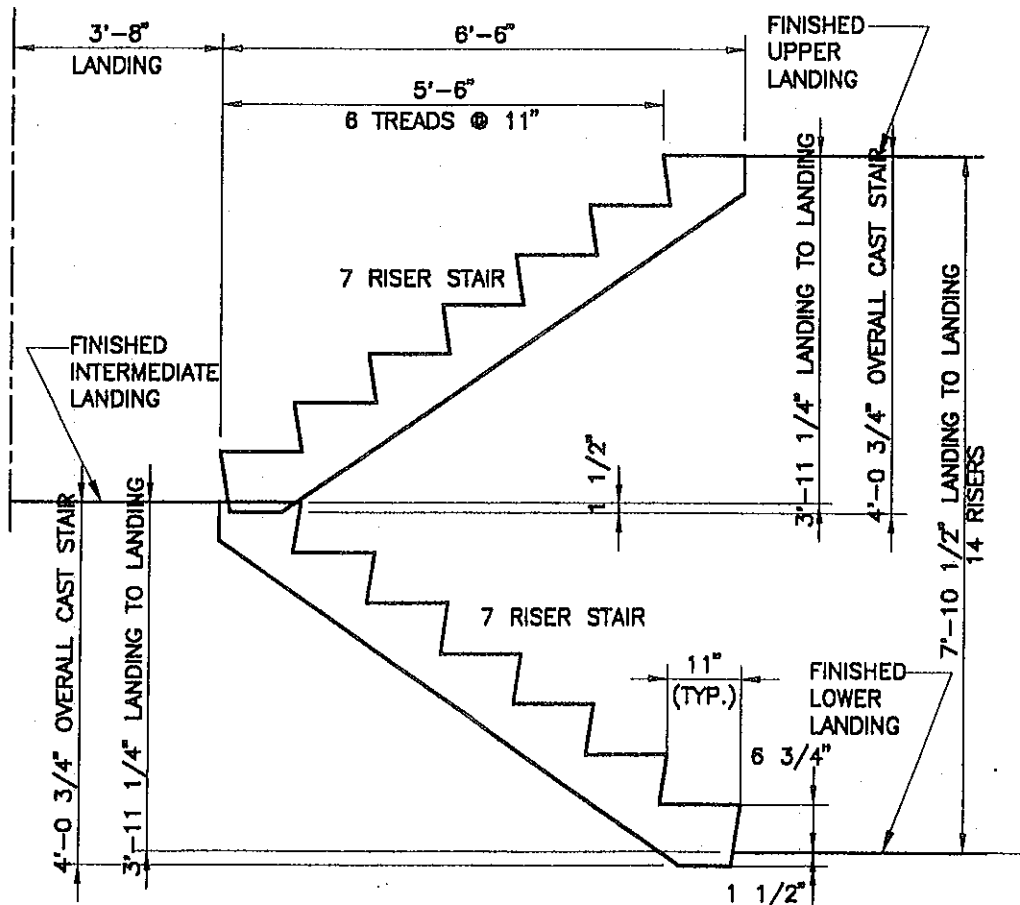 3'-8"
LANDING
6'-6"
FINISHED
UPPER
LANDING
5'-6"
6 TREADS @ 11"
7 RISER STAIR
3'-11 1/4" LANDING TO LANDING
4'-0 3/4" OVERALL CAST STAIR
7'-10 1/2" LANDING TO LANDING
14 RISERS
FINISHED
INTERMEDIATE
LANDING
1 1/2"
4'-0 3/4" OVERALL CAST STAIR
3'-11 1/4" LANDING TO LANDING
7 RISER STAIR
11"
(TYP.)
FINISHED
LOWER
LANDING
6 3/4"
1 1/2"